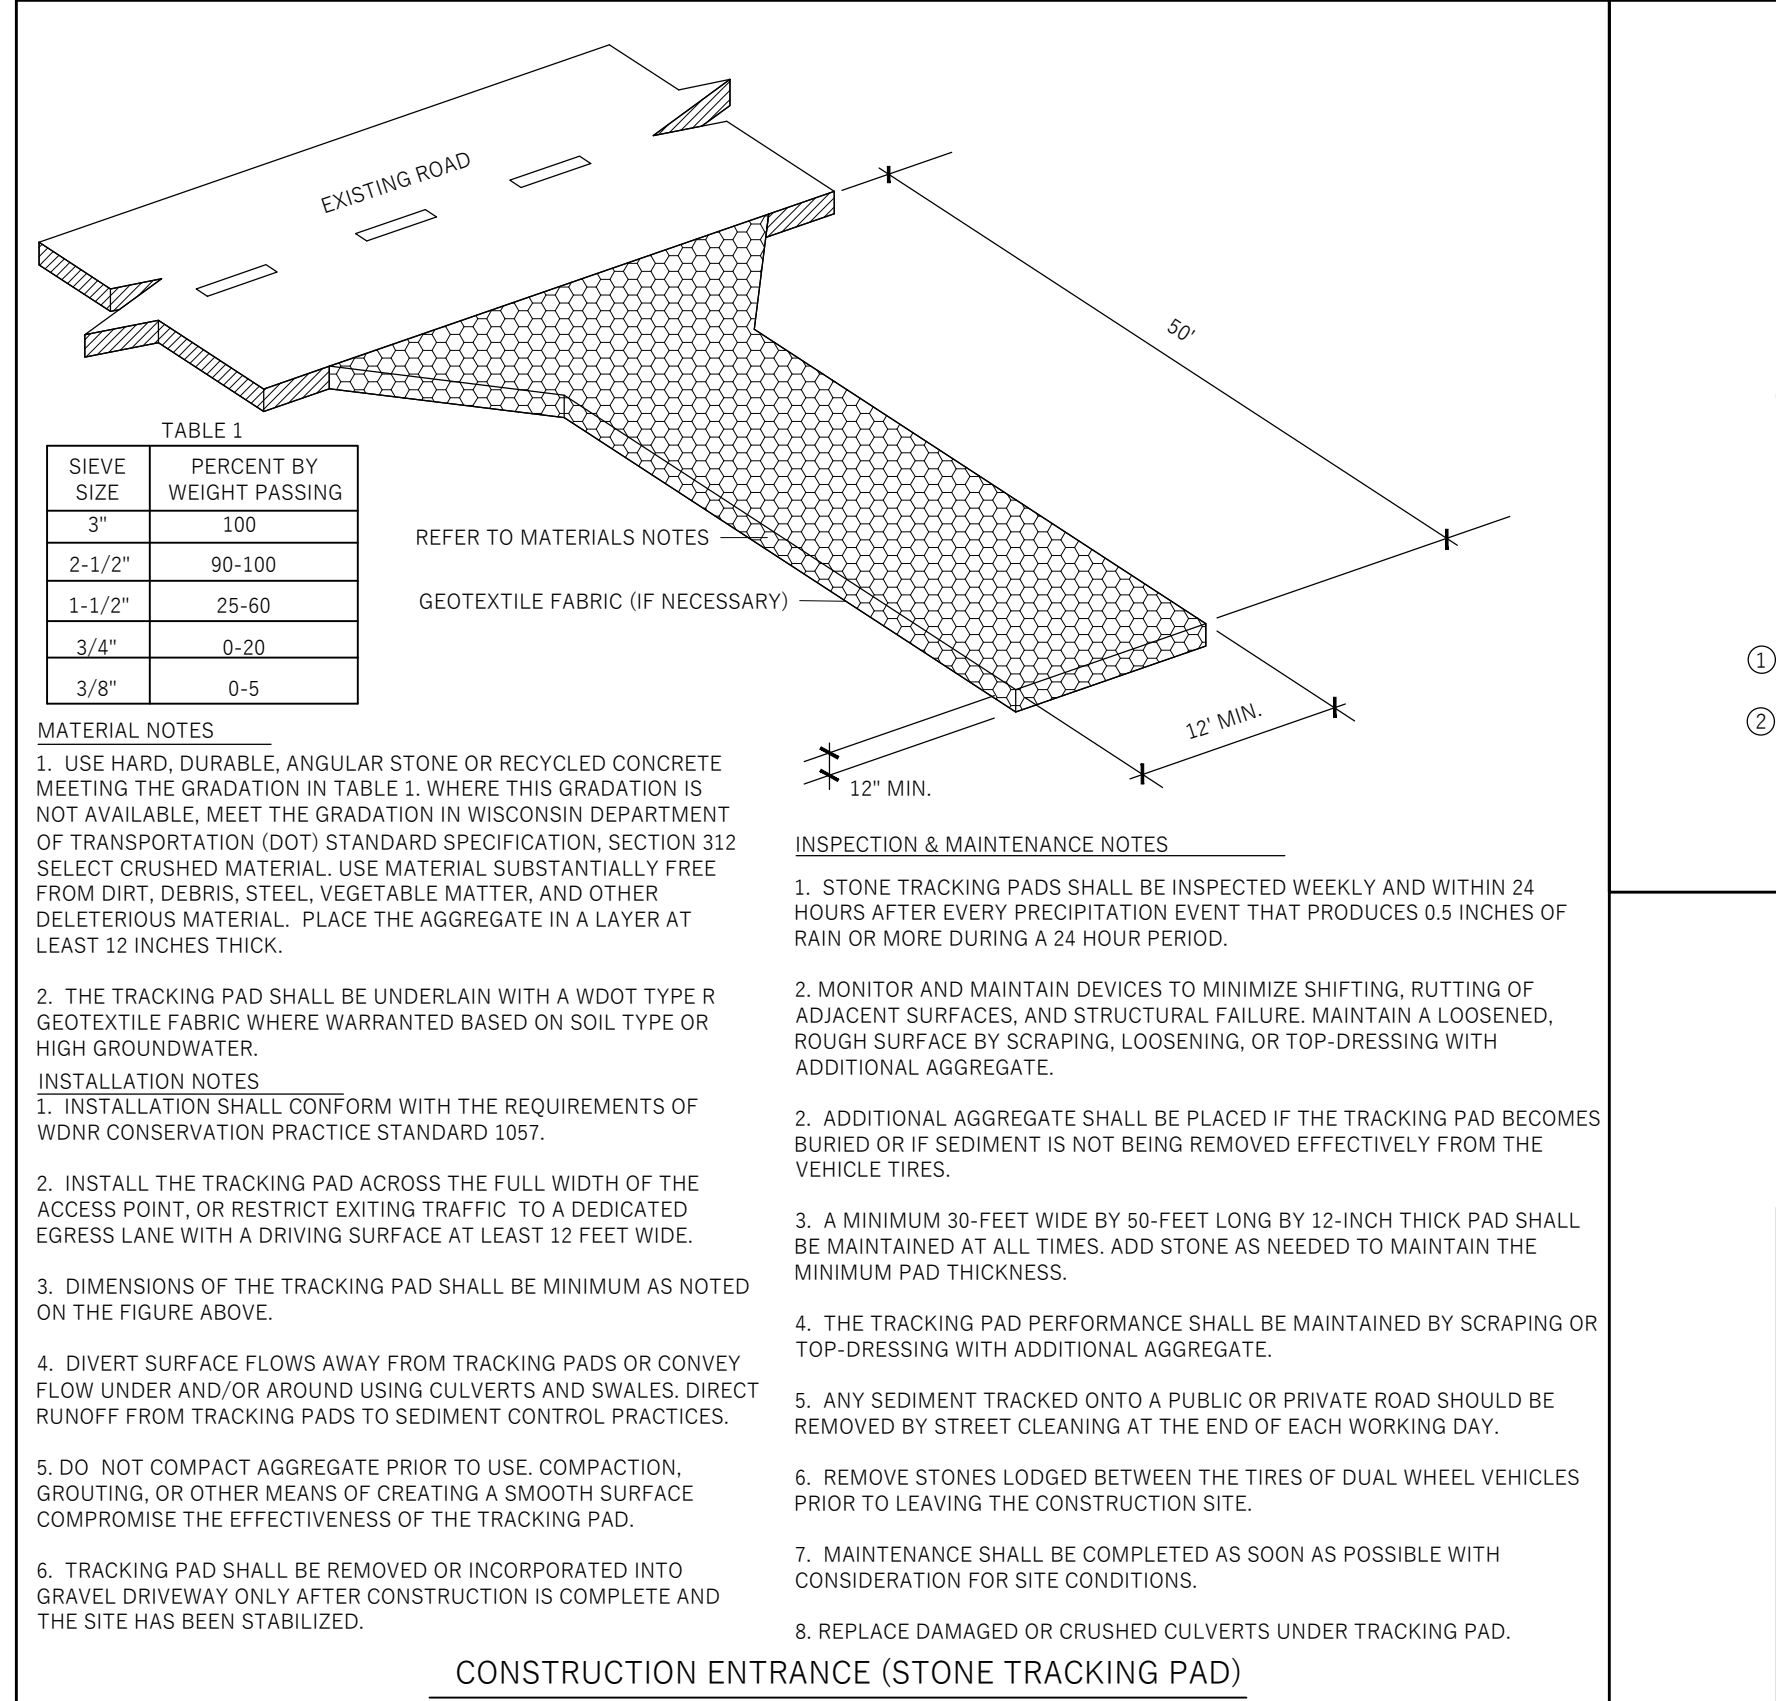 EXISTING ROAD
50'
TABLE 1
SIEVE SIZE PERCENT BY WEIGHT PASSING
3" 100
2-1/2" 90-100
1-1/2" 25-60
3/4" 0-20
3/8" 0-5
REFER TO MATERIALS NOTES
GEOTEXTILE FABRIC (IF NECESSARY)
12' MIN.
12" MIN.
MATERIAL NOTES
1. USE HARD, DURABLE, ANGULAR STONE OR RECYCLED CONCRETE
MEETING THE GRADATION IN TABLE 1. WHERE THIS GRADATION IS
NOT AVAILABLE, MEET THE GRADATION IN WISCONSIN DEPARTMENT
OF TRANSPORTATION (DOT) STANDARD SPECIFICATION, SECTION 312
SELECT CRUSHED MATERIAL. USE MATERIAL SUBSTANTIALLY FREE
FROM DIRT, DEBRIS, STEEL, VEGETABLE MATTER, AND OTHER
DELETERIOUS MATERIAL. PLACE THE AGGREGATE IN A LAYER AT
LEAST 12 INCHES THICK.
2. THE TRACKING PAD SHALL BE UNDERLAIN WITH A WDOT TYPE R
GEOTEXTILE FABRIC WHERE WARRANTED BASED ON SOIL TYPE OR
HIGH GROUNDWATER.
INSTALLATION NOTES
1. INSTALLATION SHALL CONFORM WITH THE REQUIREMENTS OF
WDNR CONSERVATION PRACTICE STANDARD 1057.
2. INSTALL THE TRACKING PAD ACROSS THE FULL WIDTH OF THE
ACCESS POINT, OR RESTRICT EXITING TRAFFIC TO A DEDICATED
EGRESS LANE WITH A DRIVING SURFACE AT LEAST 12 FEET WIDE.
3. DIMENSIONS OF THE TRACKING PAD SHALL BE MINIMUM AS NOTED
ON THE FIGURE ABOVE.
4. DIVERT SURFACE FLOWS AWAY FROM TRACKING PADS OR CONVEY
FLOW UNDER AND/OR AROUND USING CULVERTS AND SWALES. DIRECT
RUNOFF FROM TRACKING PADS TO SEDIMENT CONTROL PRACTICES.
5. DO NOT COMPACT AGGREGATE PRIOR TO USE. COMPACTION,
GROUTING, OR OTHER MEANS OF CREATING A SMOOTH SURFACE
COMPROMISE THE EFFECTIVENESS OF THE TRACKING PAD.
6. TRACKING PAD SHALL BE REMOVED OR INCORPORATED INTO
GRAVEL DRIVEWAY ONLY AFTER CONSTRUCTION IS COMPLETE AND
THE SITE HAS BEEN STABILIZED.
INSPECTION & MAINTENANCE NOTES
1. STONE TRACKING PADS SHALL BE INSPECTED WEEKLY AND WITHIN 24
HOURS AFTER EVERY PRECIPITATION EVENT THAT PRODUCES 0.5 INCHES OF
RAIN OR MORE DURING A 24 HOUR PERIOD.
2. MONITOR AND MAINTAIN DEVICES TO MINIMIZE SHIFTING, RUTTING OF
ADJACENT SURFACES, AND STRUCTURAL FAILURE. MAINTAIN A LOOSENED,
ROUGH SURFACE BY SCRAPING, LOOSENING, OR TOP-DRESSING WITH
ADDITIONAL AGGREGATE.
2. ADDITIONAL AGGREGATE SHALL BE PLACED IF THE TRACKING PAD BECOMES
BURIED OR IF SEDIMENT IS NOT BEING REMOVED EFFECTIVELY FROM THE
VEHICLE TIRES.
3. A MINIMUM 30-FEET WIDE BY 50-FEET LONG BY 12-INCH THICK PAD SHALL
BE MAINTAINED AT ALL TIMES. ADD STONE AS NEEDED TO MAINTAIN THE
MINIMUM PAD THICKNESS.
4. THE TRACKING PAD PERFORMANCE SHALL BE MAINTAINED BY SCRAPING OR
TOP-DRESSING WITH ADDITIONAL AGGREGATE.
5. ANY SEDIMENT TRACKED ONTO A PUBLIC OR PRIVATE ROAD SHOULD BE
REMOVED BY STREET CLEANING AT THE END OF EACH WORKING DAY.
6. REMOVE STONES LODGED BETWEEN THE TIRES OF DUAL WHEEL VEHICLES
PRIOR TO LEAVING THE CONSTRUCTION SITE.
7. MAINTENANCE SHALL BE COMPLETED AS SOON AS POSSIBLE WITH
CONSIDERATION FOR SITE CONDITIONS.
8. REPLACE DAMAGED OR CRUSHED CULVERTS UNDER TRACKING PAD.
CONSTRUCTION ENTRANCE (STONE TRACKING PAD)
1
2